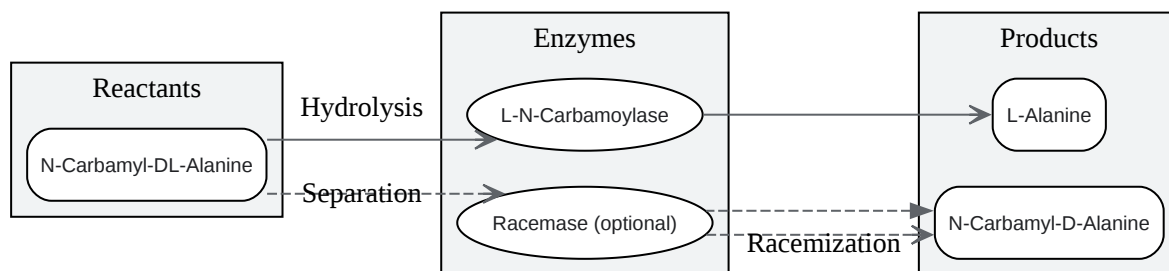 Reactants
N-Carbamyl-DL-Alanine
Hydrolysis
Separation
Enzymes
L-N-Carbamoylase
Racemase (optional)
Racemization
Products
L-Alanine
N-Carbamyl-D-Alanine